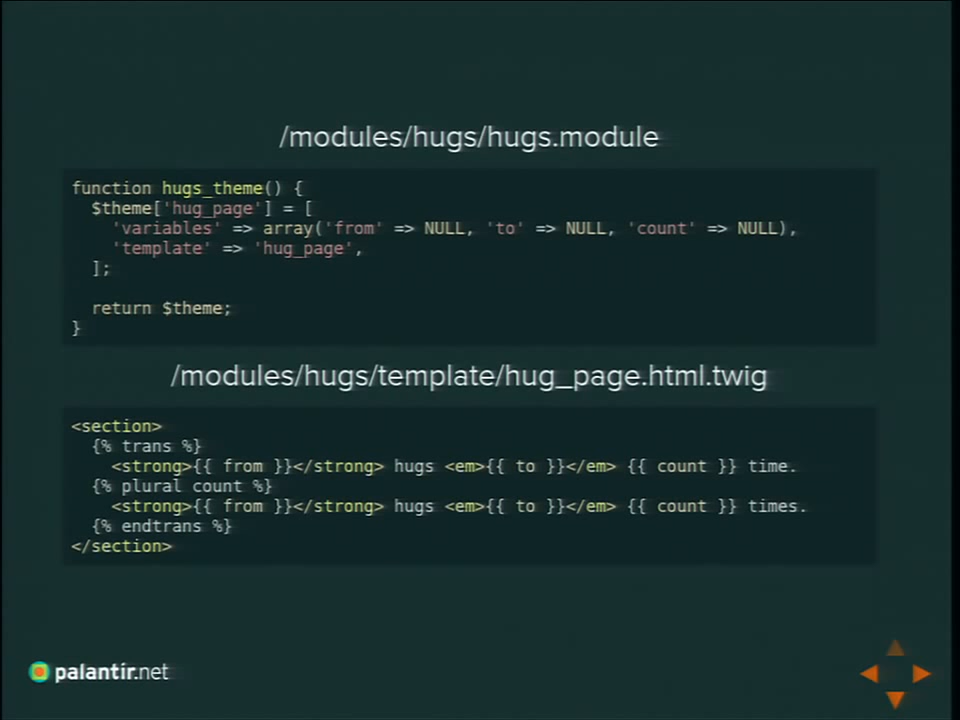 /modules/hugs/hugs.module
function hugs_theme() {
  $theme['hug_page'] = [
    'variables' => array('from' => NULL, 'to' => NULL, 'count' => NULL),
    'template' => 'hug_page',
  ];

  return $theme;
}
/modules/hugs/template/hug_page.html.twig
<section>
  {% trans %}
    <strong>{{ from }}</strong> hugs <em>{{ to }}</em> {{ count }} time.
  {% plural count %}
    <strong>{{ from }}</strong> hugs <em>{{ to }}</em> {{ count }} times.
  {% endtrans %}
</section>
palantir.net